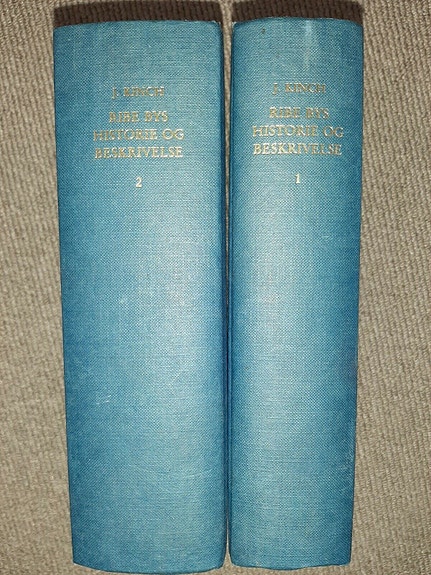 J. KINCH
RIBE BYS
HISTORIE OG
BESKRIVELSE
2
J. KINCH
RIBE BYS
HISTORIE OG
BESKRIVELSE
1